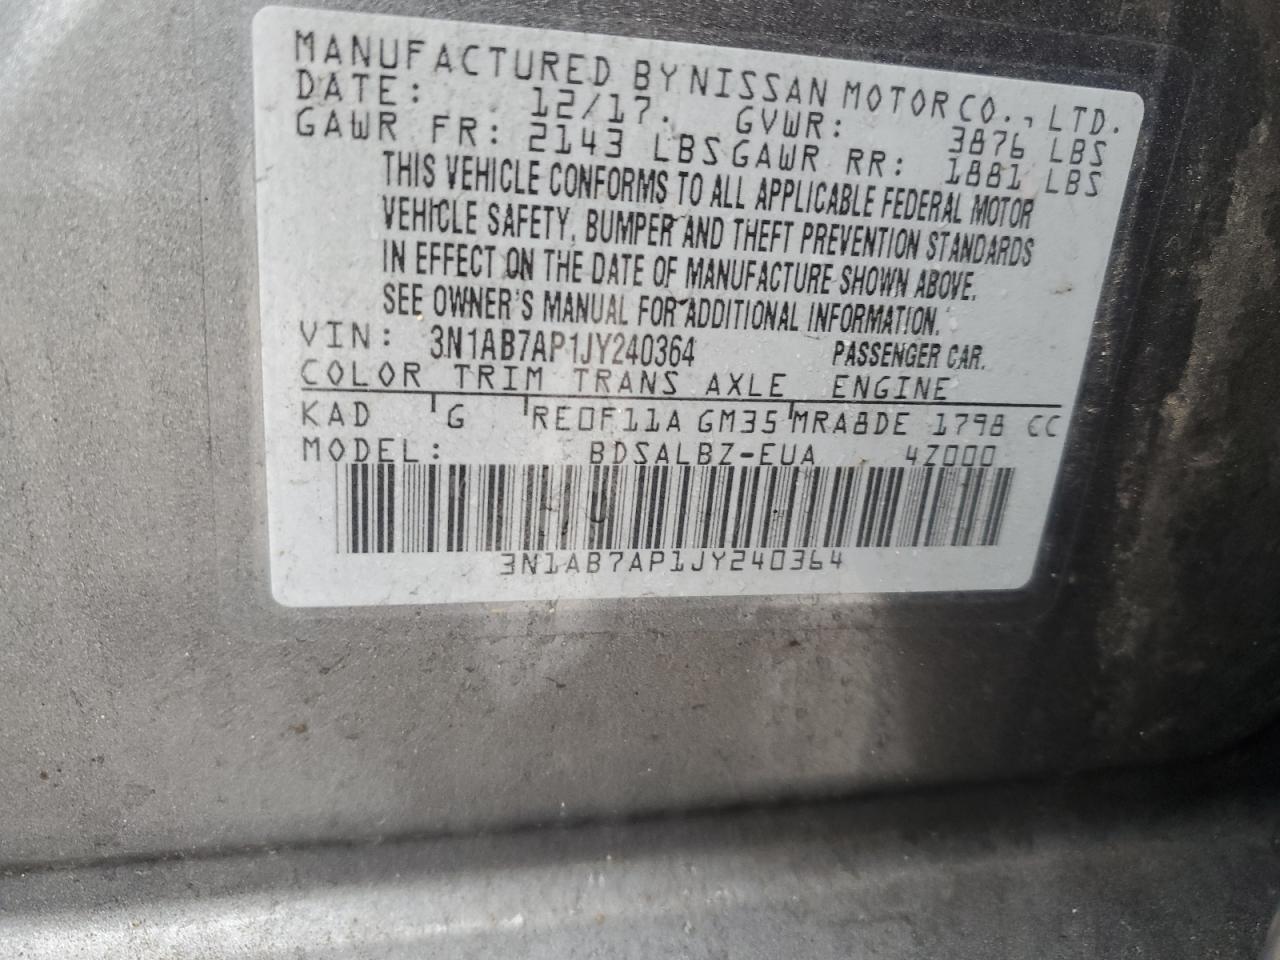 MANUFACTURED BY NISSAN MOTOR CO., LTD.
DATE: 12/17. GVWR: 3876 LBS
GAWR FR: 2143 LBS GAWR RR: 1881 LBS
THIS VEHICLE CONFORMS TO ALL APPLICABLE FEDERAL MOTOR
VEHICLE SAFETY, BUMPER AND THEFT PREVENTION STANDARDS
IN EFFECT ON THE DATE OF MANUFACTURE SHOWN ABOVE.
SEE OWNER'S MANUAL FOR ADDITIONAL INFORMATION.
VIN: 3N1AB7AP1JY240364 PASSENGER CAR.
COLOR TRIM TRANS AXLE ENGINE
KAD G RE0F11A GM35 MRA8DE 1798 CC
MODEL: BDSALBZ-EUA 4Z000
3N1AB7AP1JY240364